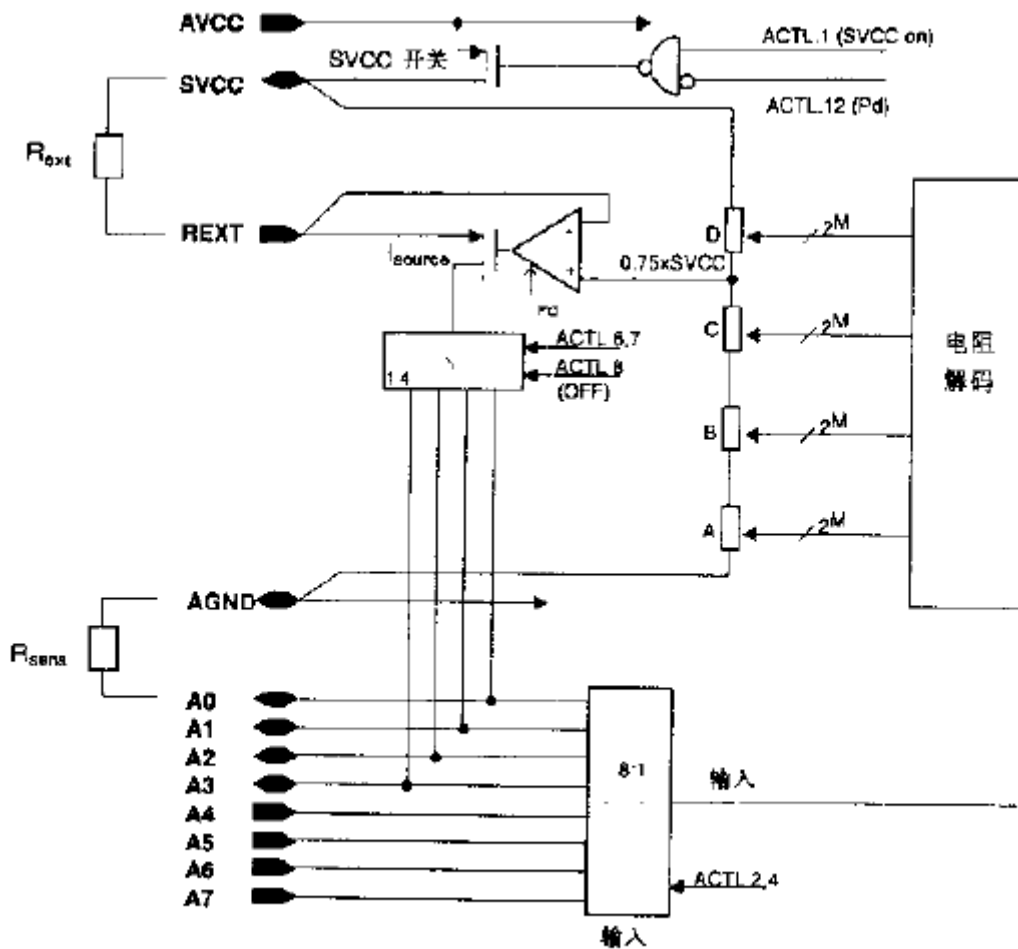 AVCC
ACTL.1 (SVCC on)
SVCC 开关
SVCC
ACTL.12 (Pd)
Rext
REXT
D
2M
Isource
0.75xSVCC
Pd
C
2M
ACTL 6,7
1 4
ACTL 8
(OFF)
电阻
解码
B
2M
A
2M
AGND
Rsens
A0
A1
A2
8-1
输入
A3
A4
A5
A6
ACTL 2,4
A7
输入